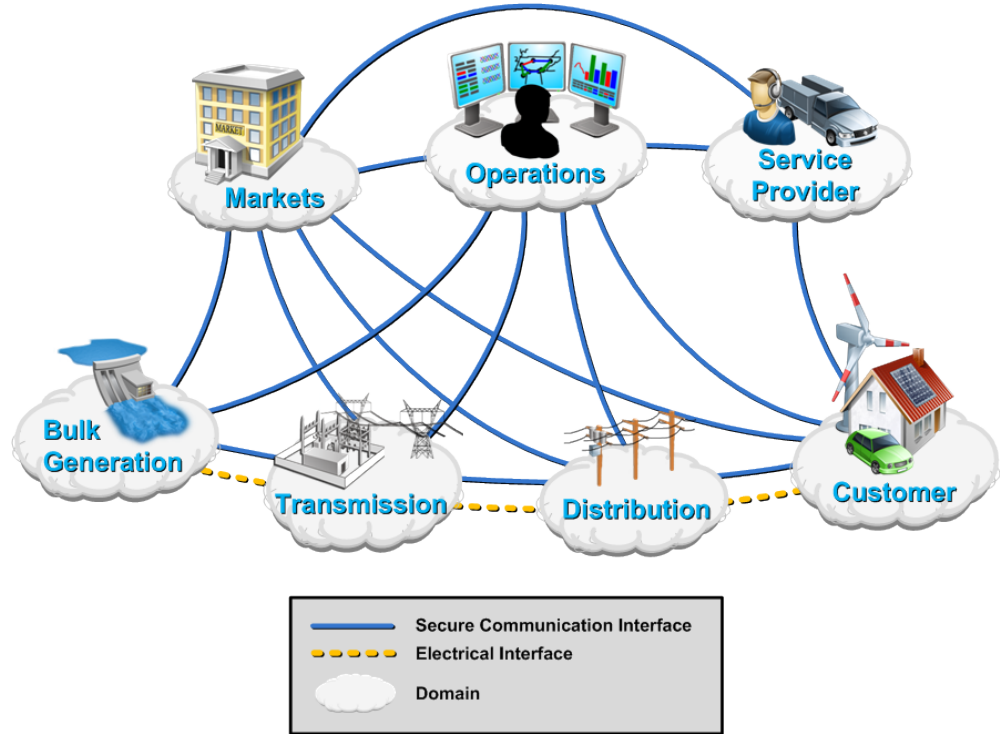 MARKET
Markets
Operations
Service
Provider
Bulk
Generation
Transmission
Distribution
Customer
Secure Communication Interface
Electrical Interface
Domain